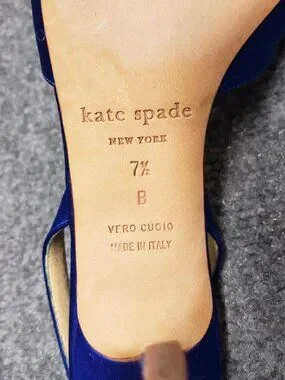 kate spade
NEW YORK
7½
B
VERO CUOIO
MADE IN ITALY